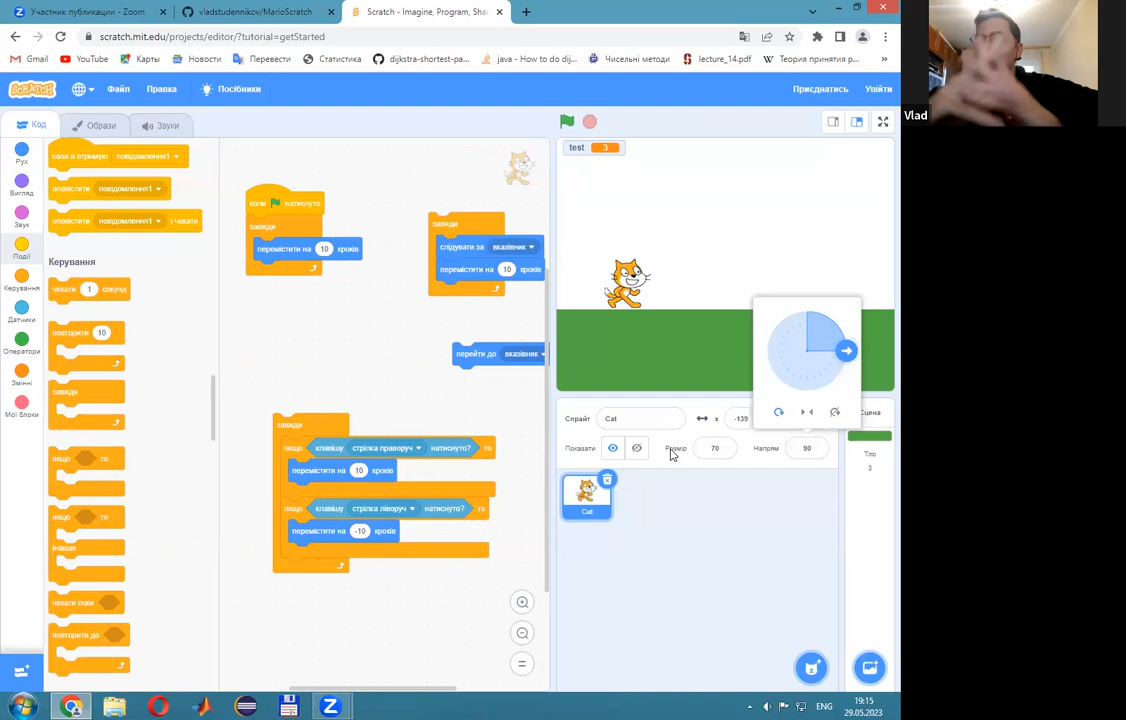 Участник публикации - Zoom
vladstudennikov/MarioScratch
Scratch - Imagine, Program, Sha
scratch.mit.edu/projects/editor/?tutorial=getStarted
Gmail
YouTube
Карты
Новости
Перевести
Статистика
dijkstra-shortest-pa...
java - How to do dij...
Чисельні методи
lecture_14.pdf
Теория принятия р...
Vlad
SCRATCH
Файл
Правка
Посібники
Приєднатись
Увійти
Код
Образи
Звуки
Рух
Вигляд
Звук
Події
Керування
Датчики
Оператори
Змінні
Мої блоки
коли я отримую повідомлення1
оповістити повідомлення1
оповістити повідомлення1 і чекати
Керування
чекати 1 секунд
повторити 10
завжди
якщо то
якщо то
інакше
чекати поки
повторити до
коли натиснуто
завжди
перемістити на 10 кроків
завжди
слідувати за вказівник
перемістити на 10 кроків
перейти до вказівник
завжди
якщо клавішу стрілка праворуч натиснуто? то
перемістити на 10 кроків
якщо клавішу стрілка ліворуч натиснуто? то
перемістити на -10 кроків
test 3
Спрайт Cat x -139
Показати Розмір 70 Напрям 90
Cat
Сцена
Тло
3
ENG
19:15
29.05.2023